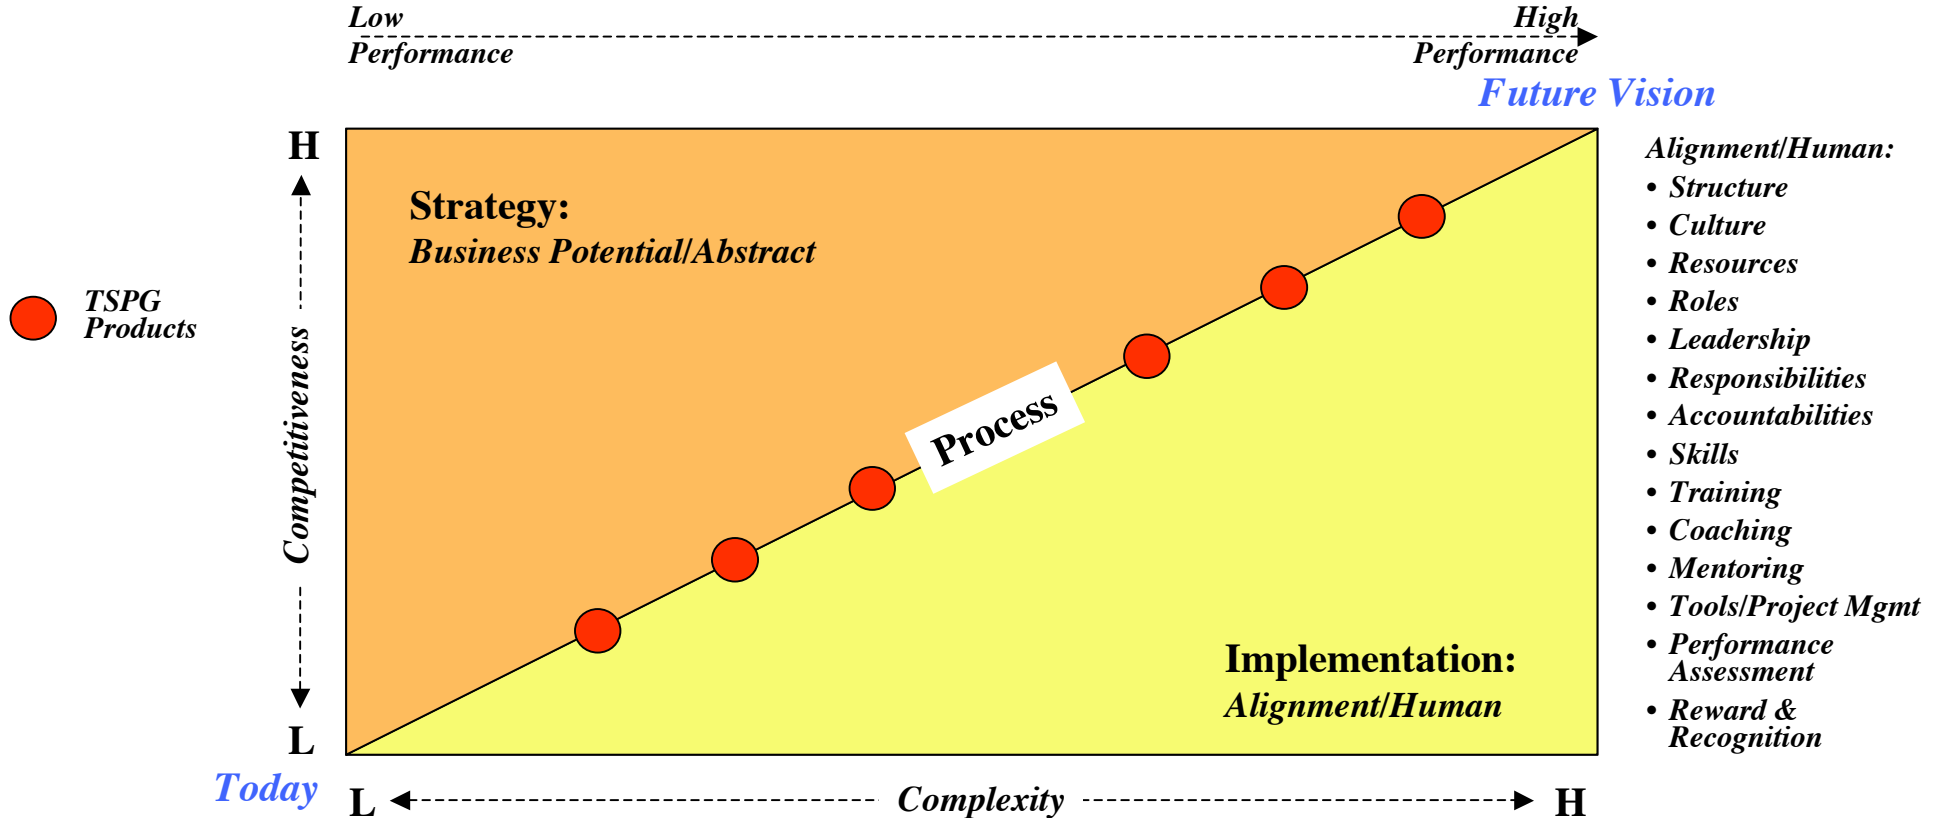 Low
High
Performance
Performance
Future Vision
H
Strategy:
Business Potential/Abstract
TSPG
Products
Competitiveness
Process
Implementation:
Alignment/Human
L
Today
L
Complexity
H
Alignment/Human:
• Structure
• Culture
• Resources
• Roles
• Leadership
• Responsibilities
• Accountabilities
• Skills
• Training
• Coaching
• Mentoring
• Tools/Project Mgmt
• Performance
Assessment
• Reward &
Recognition